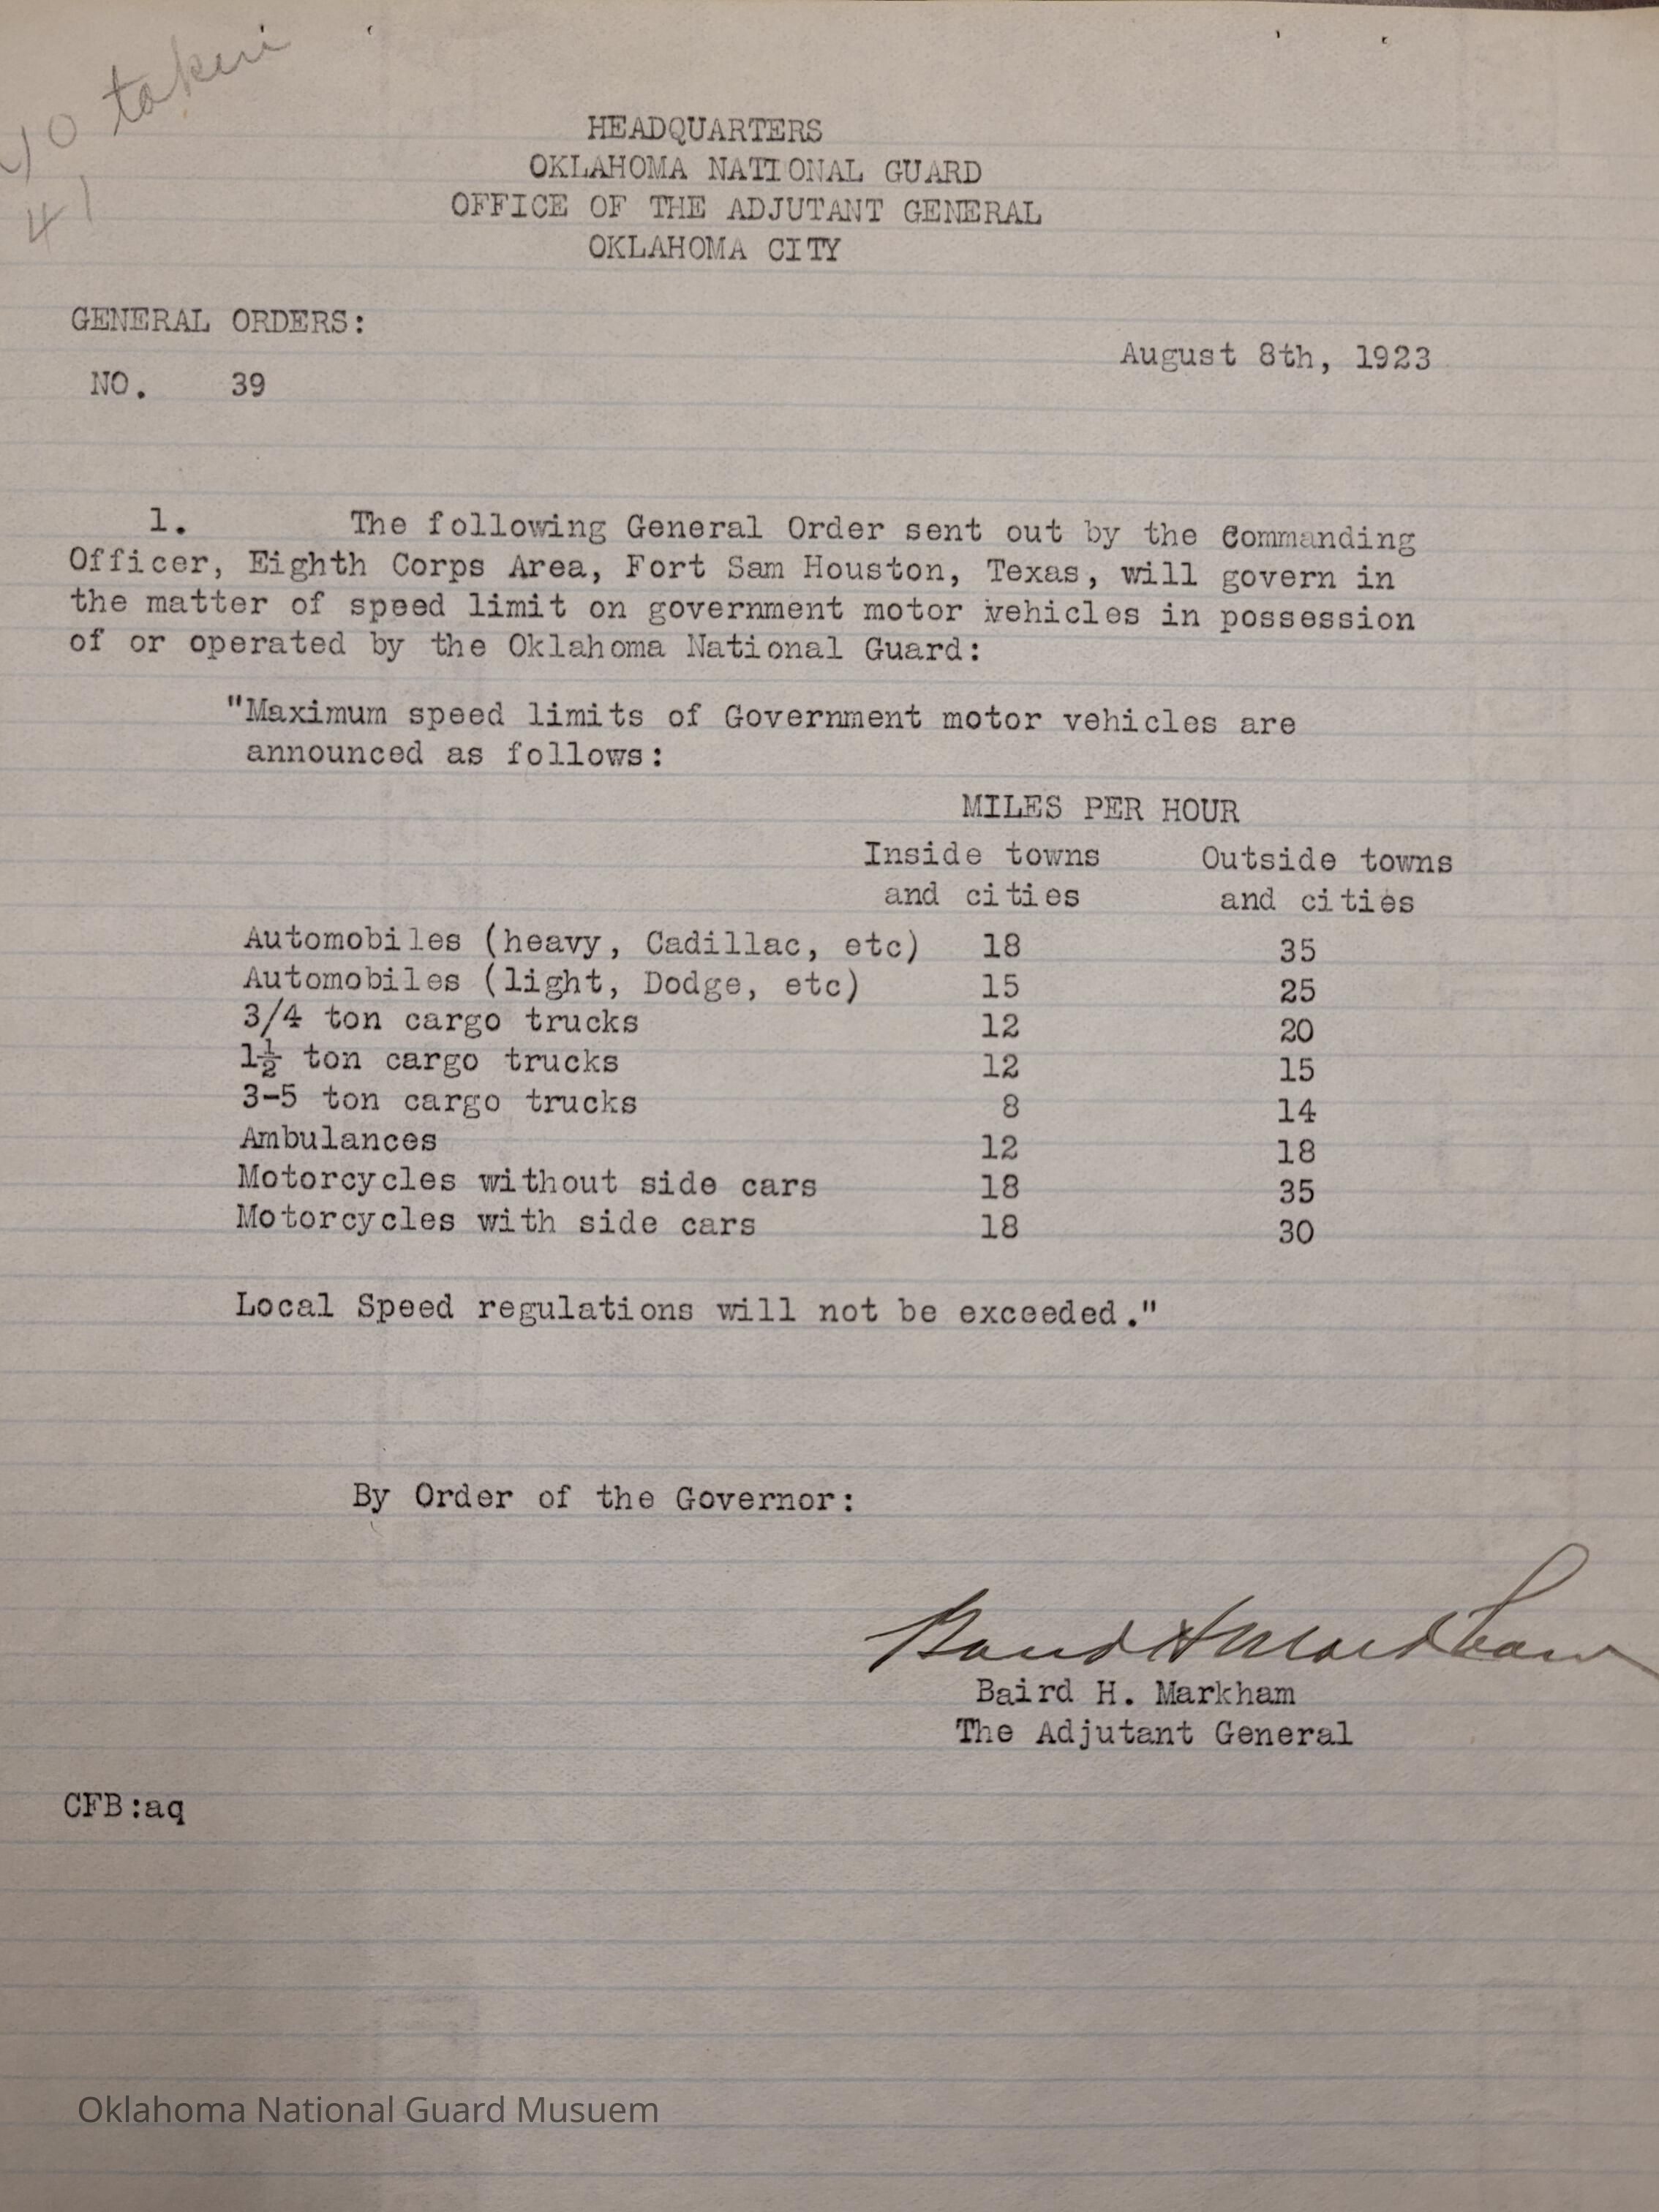 40 taken
41
HEADQUARTERS
OKLAHOMA NATIONAL GUARD
OFFICE OF THE ADJUTANT GENERAL
OKLAHOMA CITY
GENERAL ORDERS:
August 8th, 1923
NO. 39
1. The following General Order sent out by the Commanding
Officer, Eighth Corps Area, Fort Sam Houston, Texas, will govern in
the matter of speed limit on government motor vehicles in possession
of or operated by the Oklahoma National Guard:
"Maximum speed limits of Government motor vehicles are
announced as follows:
MILES PER HOUR
Inside towns Outside towns
and cities and cities
Automobiles (heavy, Cadillac, etc) 18 35
Automobiles (light, Dodge, etc) 15 25
3/4 ton cargo trucks 12 20
1½ ton cargo trucks 12 15
3-5 ton cargo trucks 8 14
Ambulances 12 18
Motorcycles without side cars 18 35
Motorcycles with side cars 18 30
Local Speed regulations will not be exceeded."
By Order of the Governor:
Baird H Markham
Baird H. Markham
The Adjutant General
CFB:aq
Oklahoma National Guard Musuem